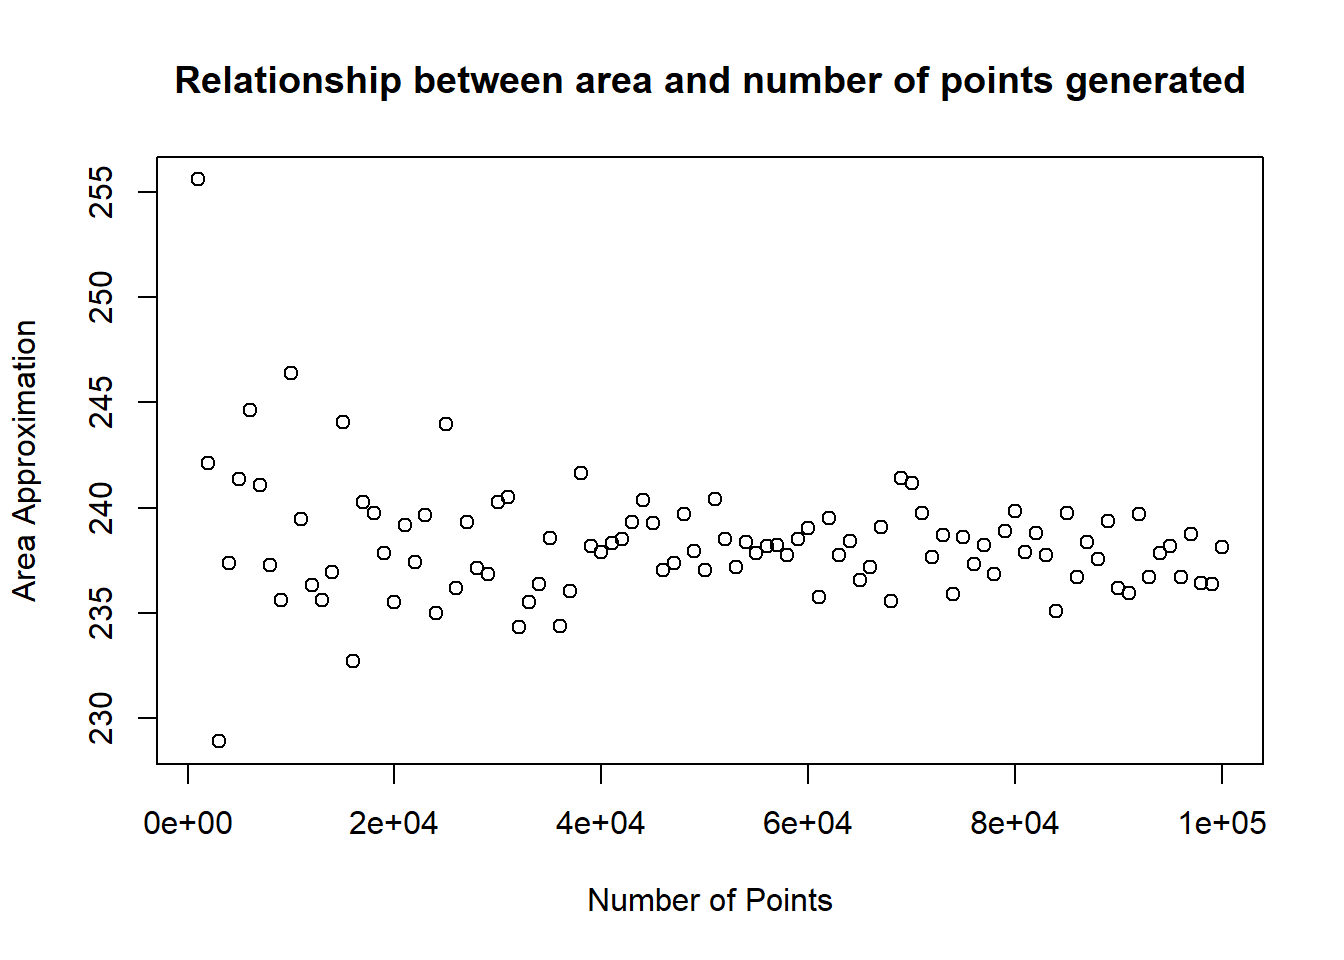 Relationship between area and number of points generated
Area Approximation
255
250
245
240
235
230
0e+00 2e+04 4e+04 6e+04 8e+04 1e+05
Number of Points